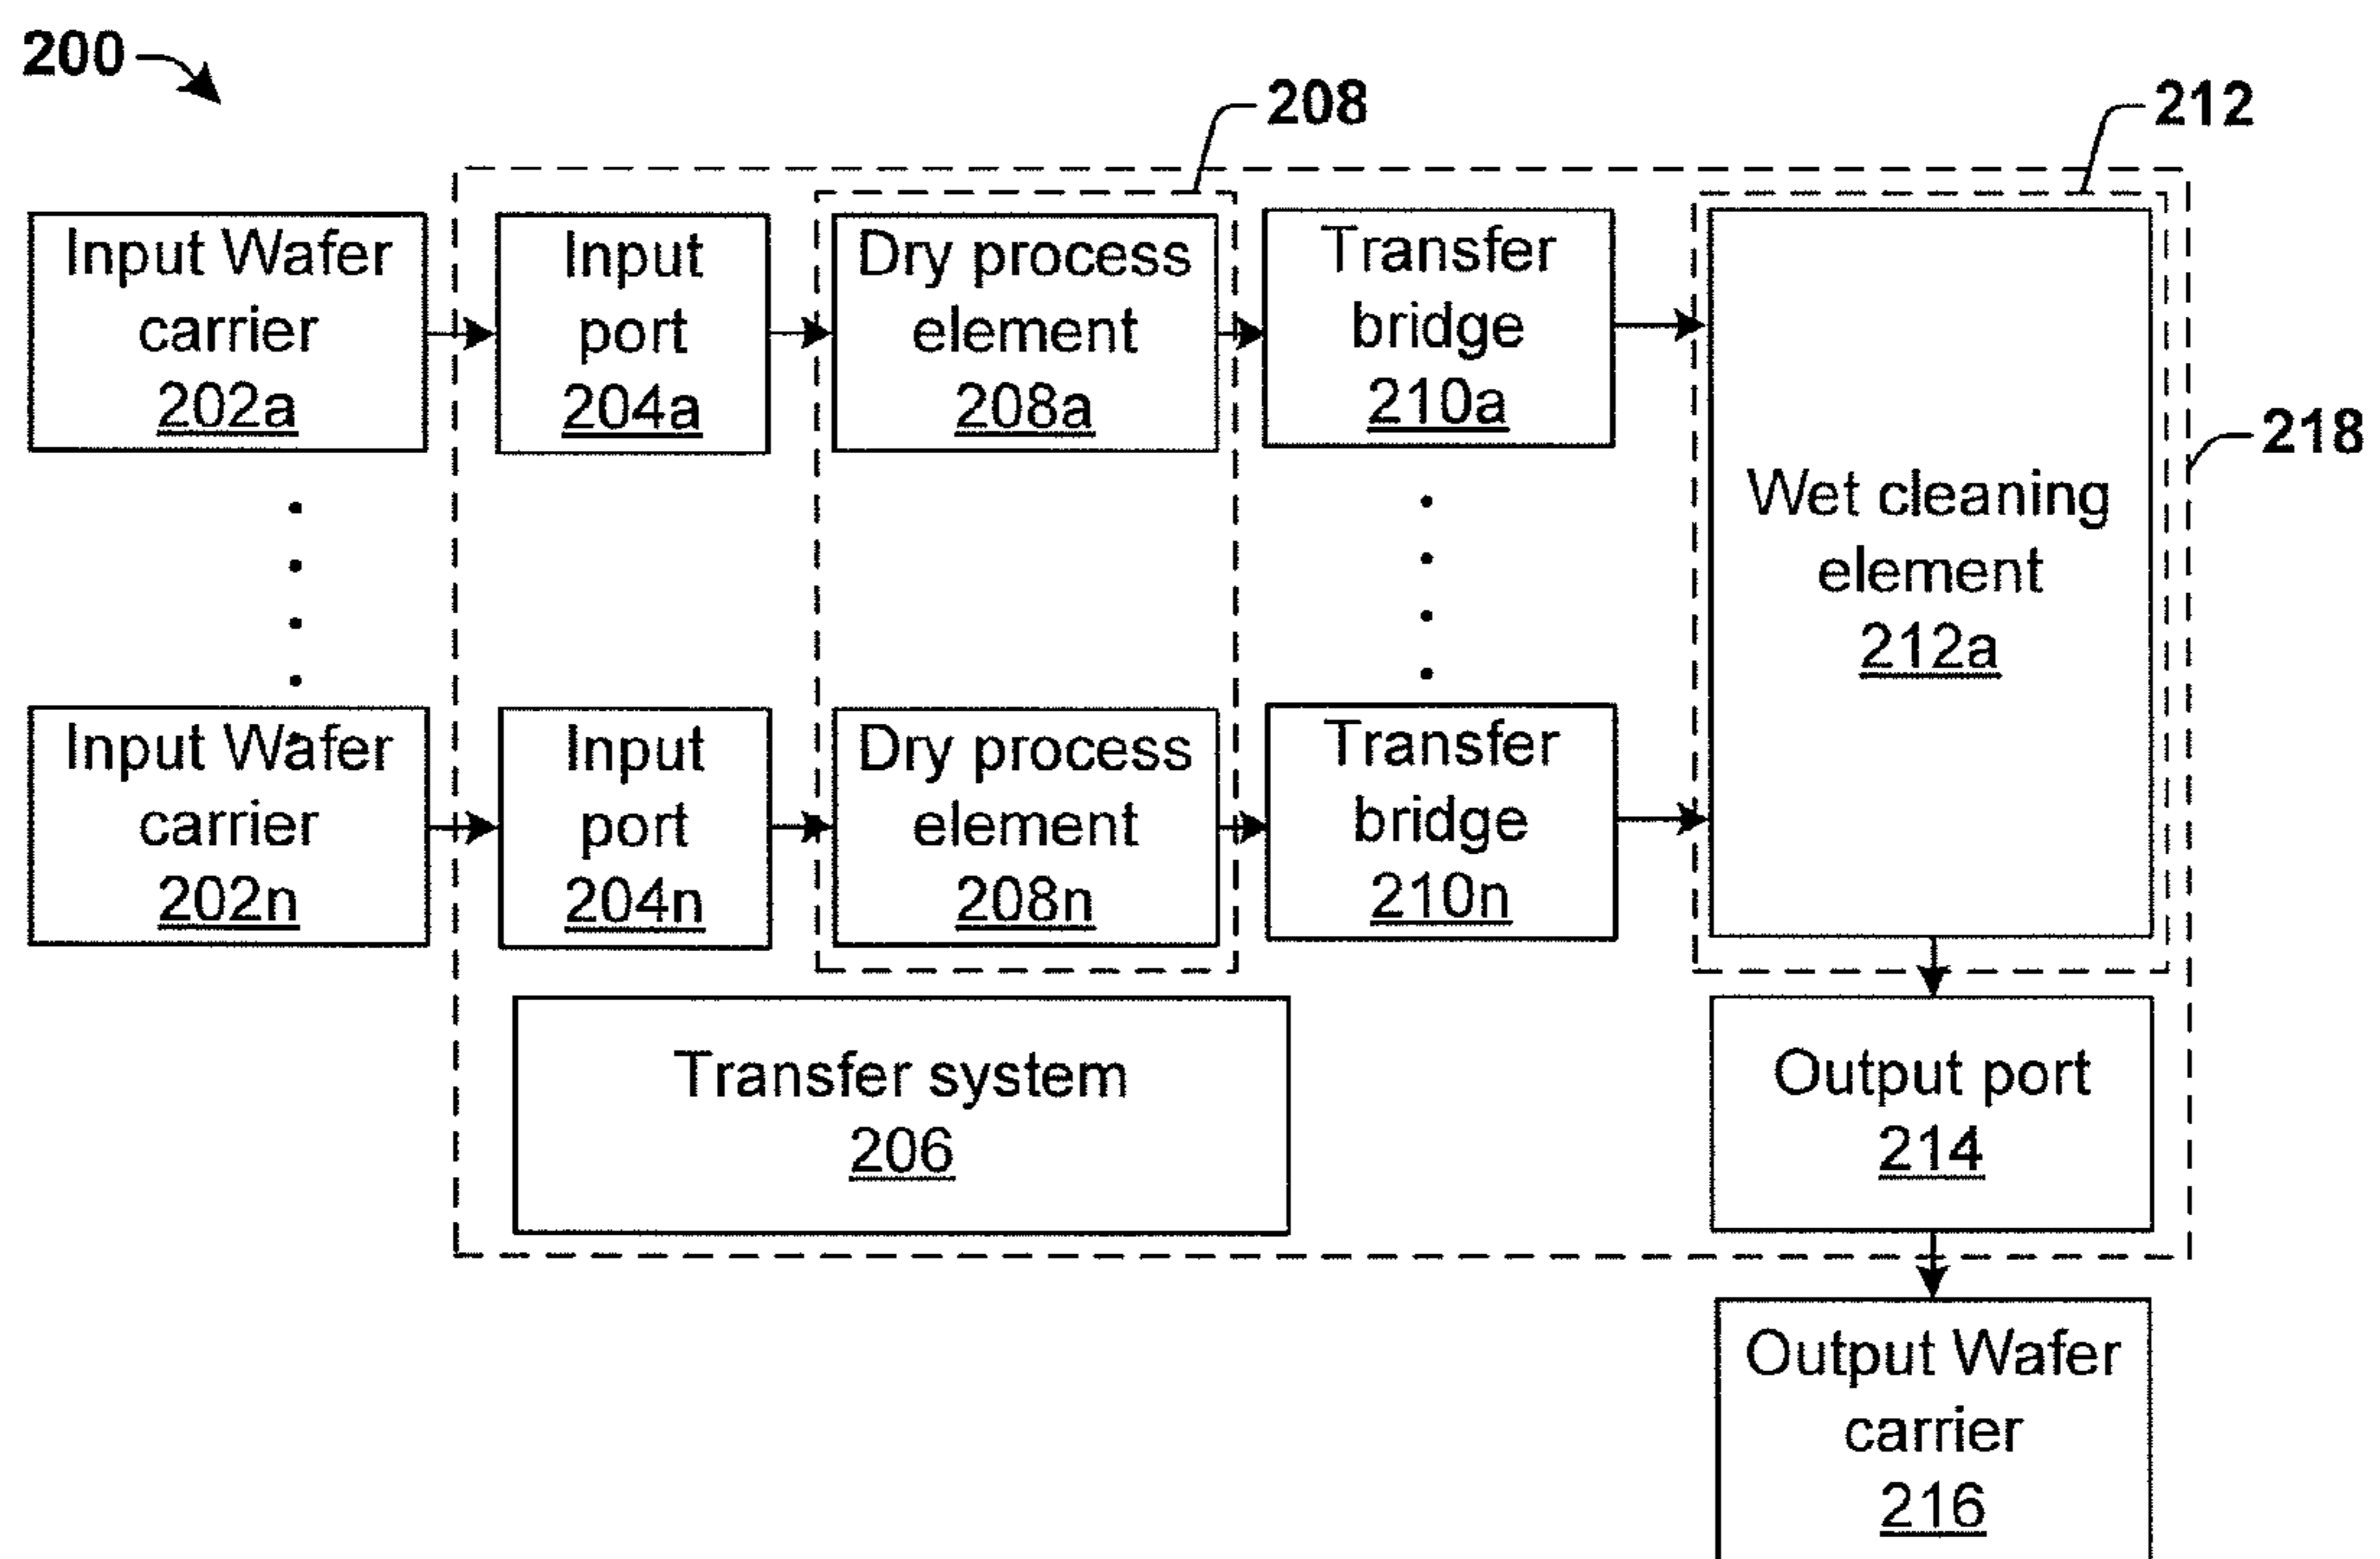 200
208
212
Input Wafer
carrier
202a
Input
port
204a
Dry process
element
208a
Transfer
bridge
210a
Wet cleaning
element
212a
218
Input Wafer
carrier
202n
Input
port
204n
Dry process
element
208n
Transfer
bridge
210n
Transfer system
206
Output port
214
Output Wafer
carrier
216